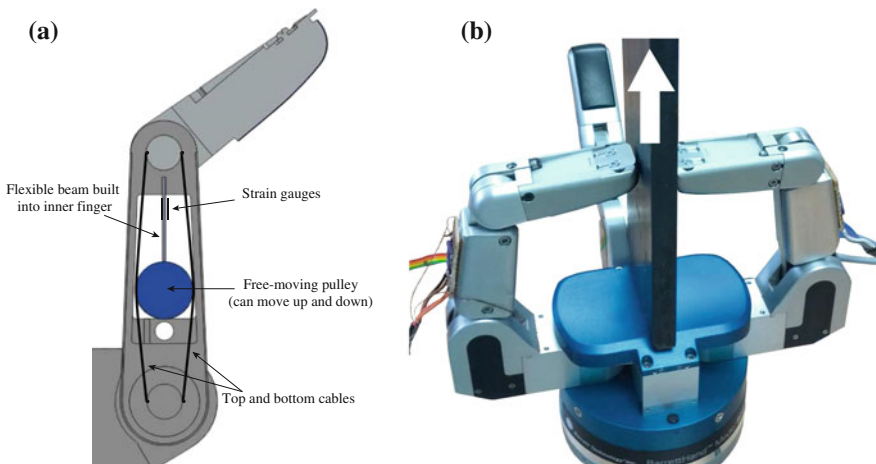 (a)
Flexible beam built
into inner finger
Strain gauges
Free-moving pulley
(can move up and down)
Top and bottom cables
(b)
BarrettHand™